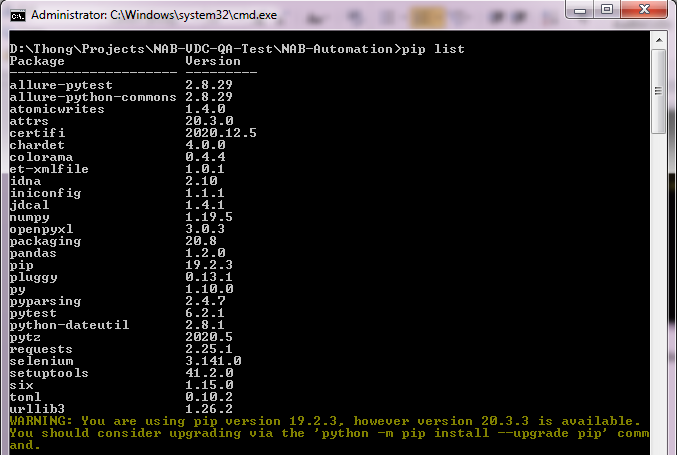 Administrator: C:\Windows\system32\cmd.exe
D:\Thong\Projects\NAB-VDC-QA-Test\NAB-Automation>pip list
Package               Version
--------------------- ---------
allure-pytest         2.8.29
allure-python-commons 2.8.29
atomicwrites          1.4.0
attrs                 20.3.0
certifi               2020.12.5
chardet               4.0.0
colorama              0.4.4
et-xmlfile            1.0.1
idna                  2.10
iniconfig             1.1.1
jdcal                 1.4.1
numpy                 1.19.5
openpyxl              3.0.3
packaging             20.8
pandas                1.2.0
pip                   19.2.3
pluggy                0.13.1
py                    1.10.0
pyparsing             2.4.7
pytest                6.2.1
python-dateutil       2.8.1
pytz                  2020.5
requests              2.25.1
selenium              3.141.0
setuptools            41.2.0
six                   1.15.0
toml                  0.10.2
urllib3               1.26.2
WARNING: You are using pip version 19.2.3, however version 20.3.3 is available.
You should consider upgrading via the 'python -m pip install --upgrade pip' comm
and.